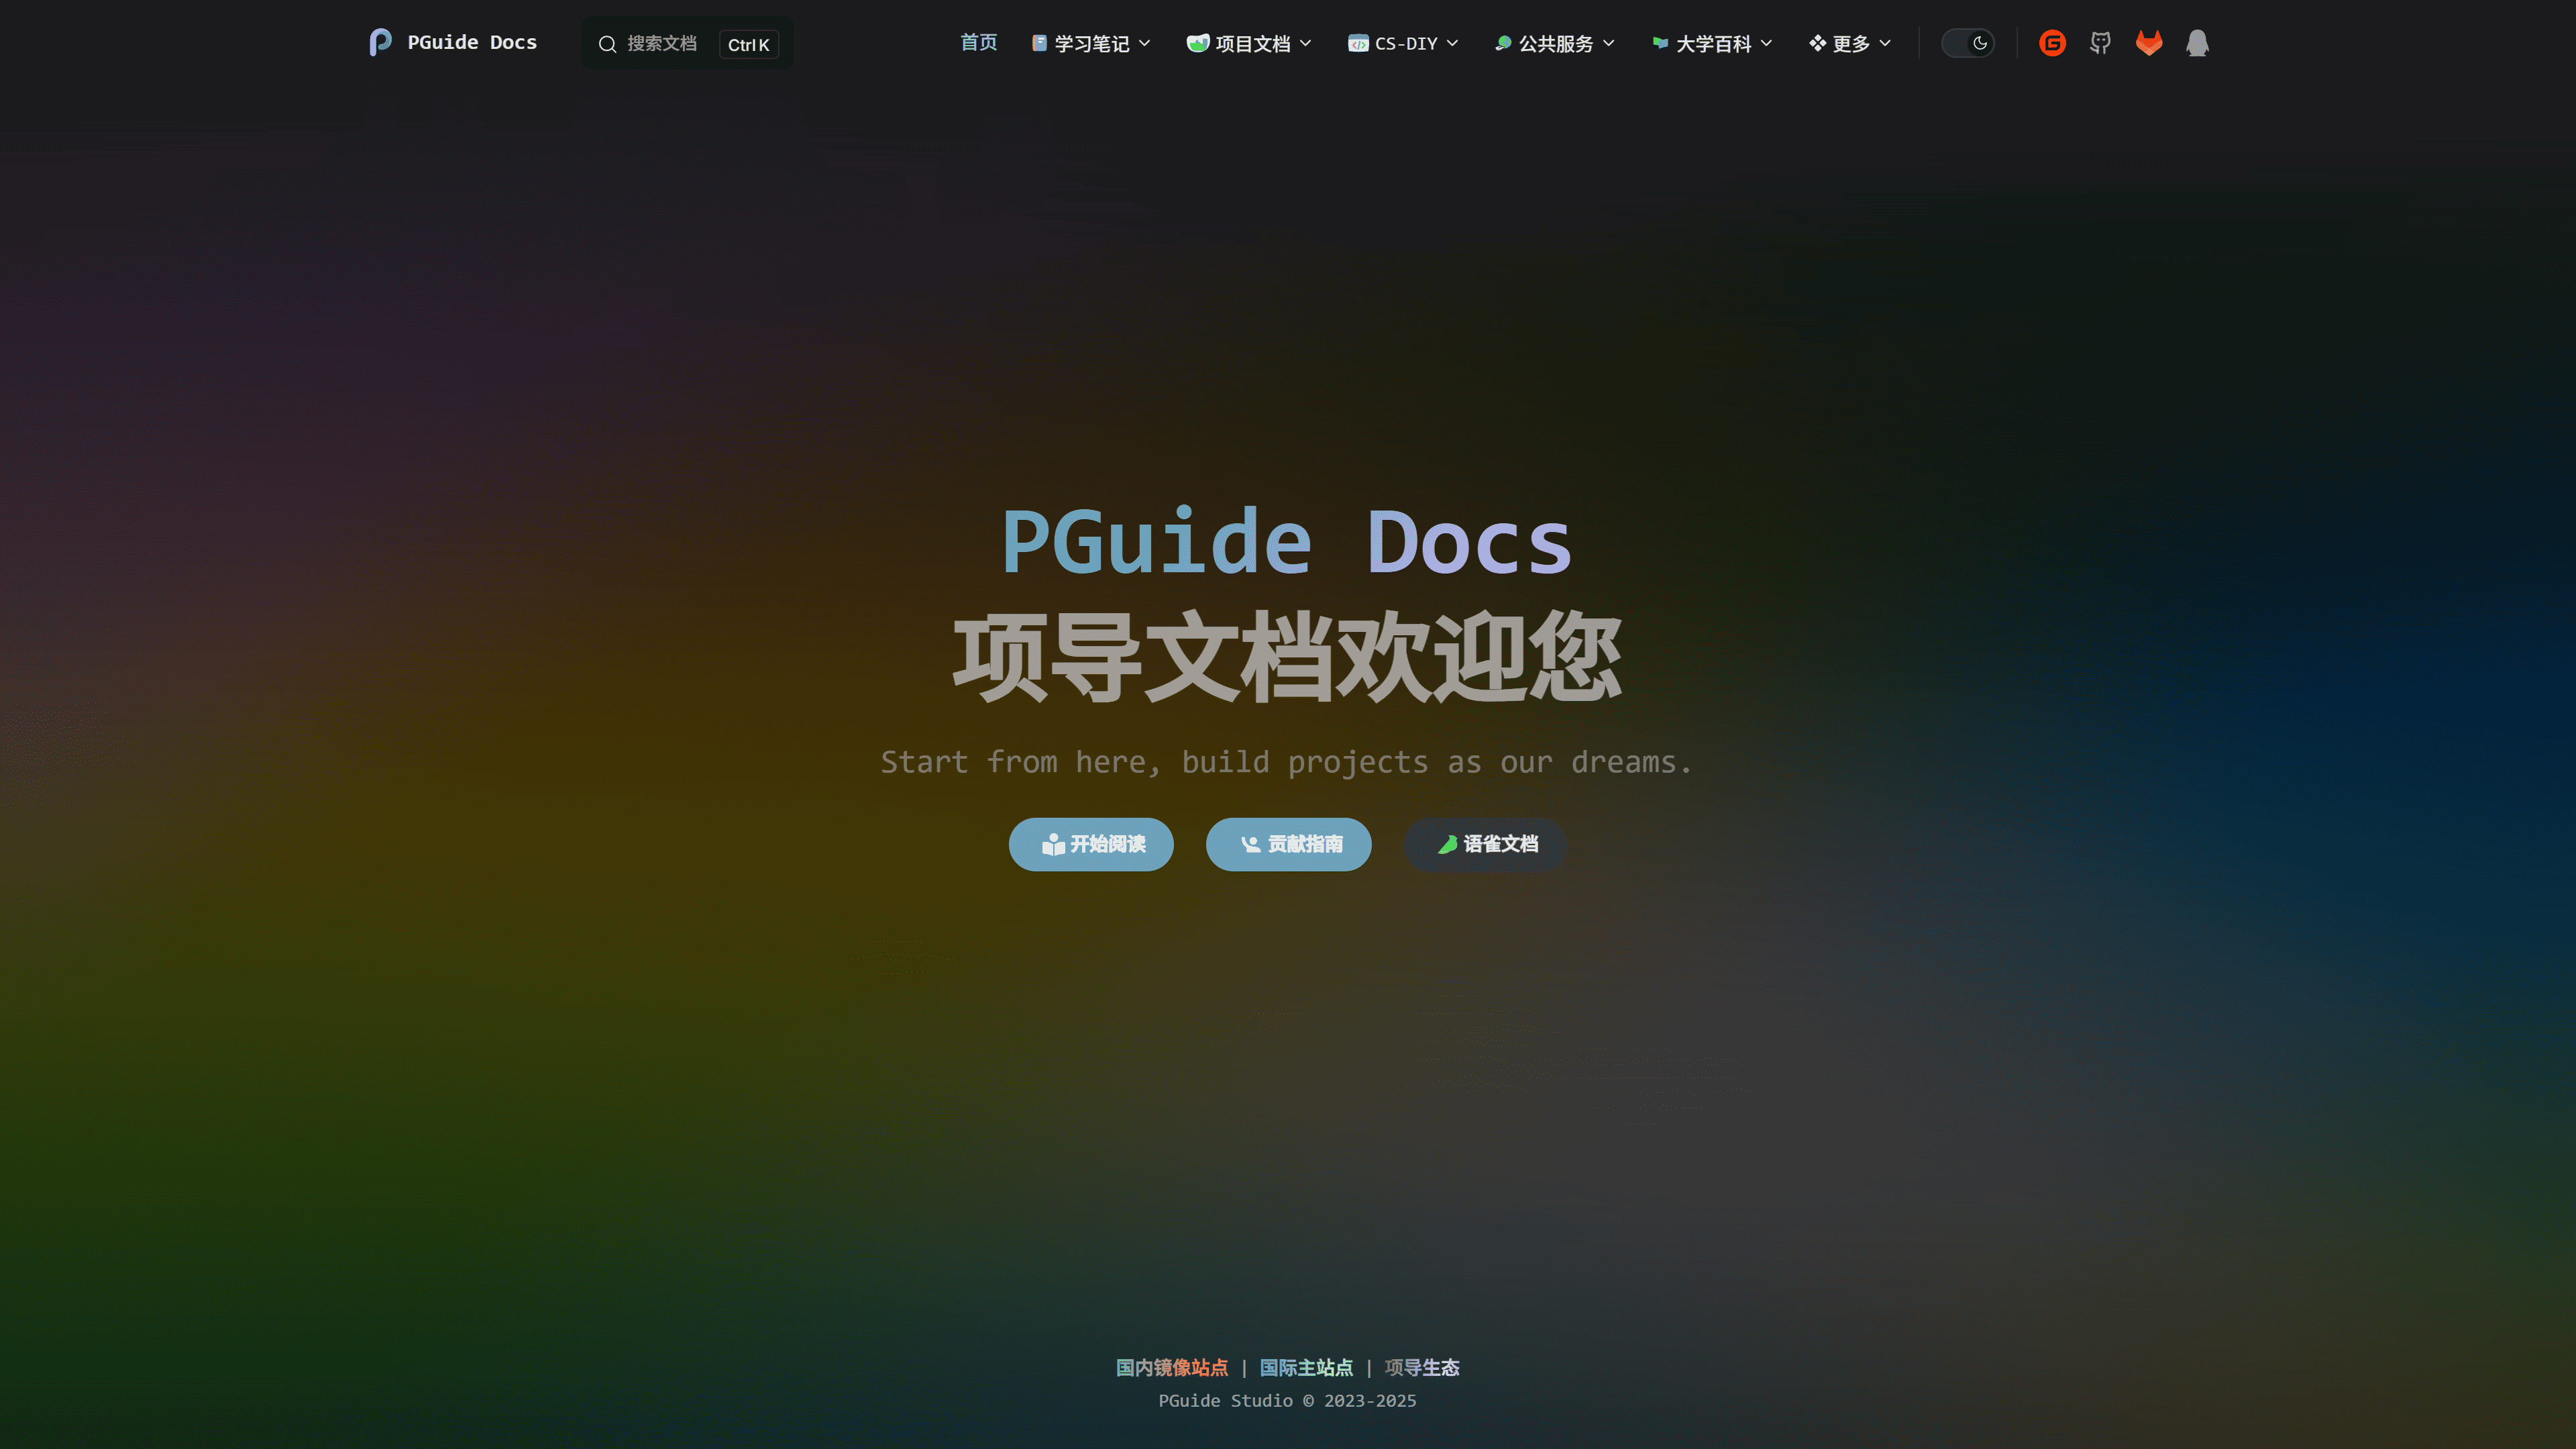 PGuide Docs 搜索文档 Ctrl K 首页 学习笔记 项目文档 CS-DIY 公共服务 大学百科 更多
PGuide Docs
项导文档欢迎您
Start from here, build projects as our dreams.
开始阅读 贡献指南 语雀文档
国内镜像站点 | 国际主站点 | 项导生态
PGuide Studio © 2023-2025